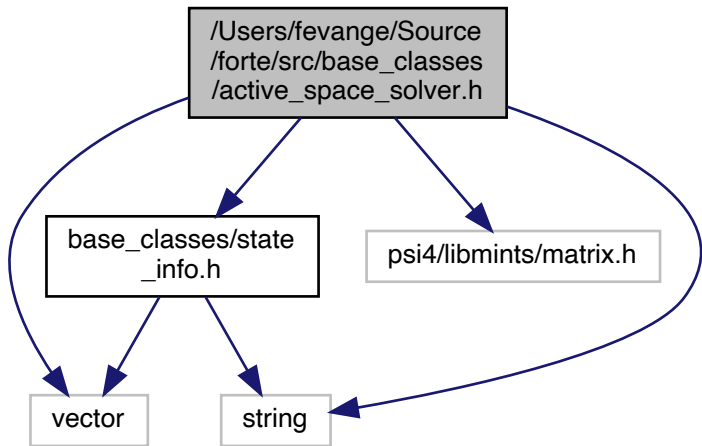 /Users/fevange/Source
/forte/src/base_classes
/active_space_solver.h
base_classes/state
_info.h
psi4/libmints/matrix.h
vector
string